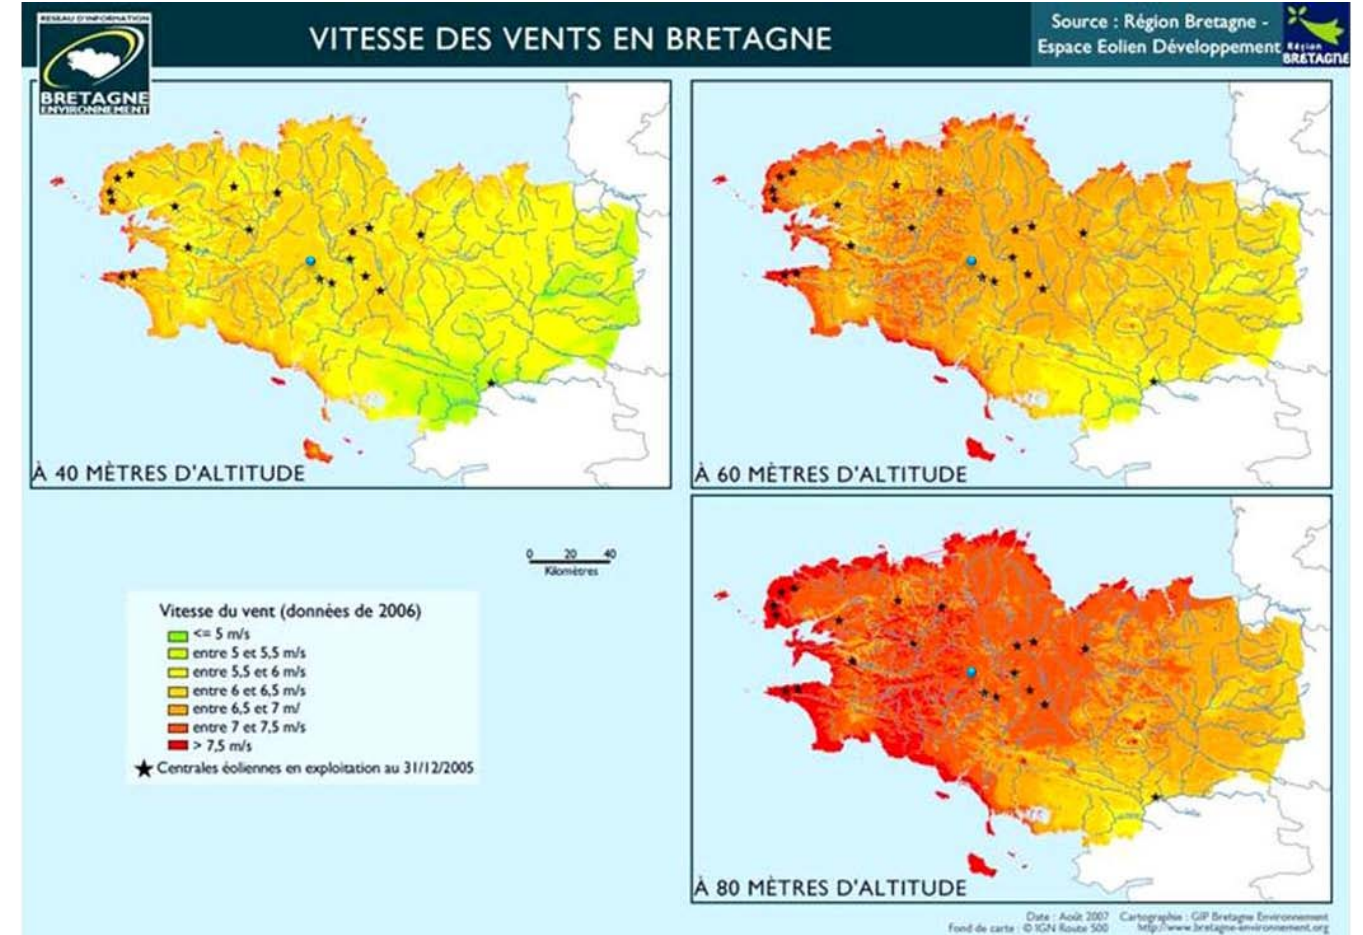 RESEAU D'INFORMATION
BRETAGNE
ENVIRONNEMENT
VITESSE DES VENTS EN BRETAGNE
Source : Région Bretagne -
Espace Eolien Développement
Région
BRETAGNE
À 40 MÈTRES D'ALTITUDE
À 60 MÈTRES D'ALTITUDE
0 20 40
Kilomètres
Vitesse du vent (données de 2006)
<= 5 m/s
entre 5 et 5,5 m/s
entre 5,5 et 6 m/s
entre 6 et 6,5 m/s
entre 6,5 et 7 m/
entre 7 et 7,5 m/s
> 7,5 m/s
Centrales éoliennes en exploitation au 31/12/2005
À 80 MÈTRES D'ALTITUDE
Date : Août 2007 Cartographie : GIP Bretagne Environnement
Fond de carte : © IGN Route 500 http://www.bretagne-environnement.org